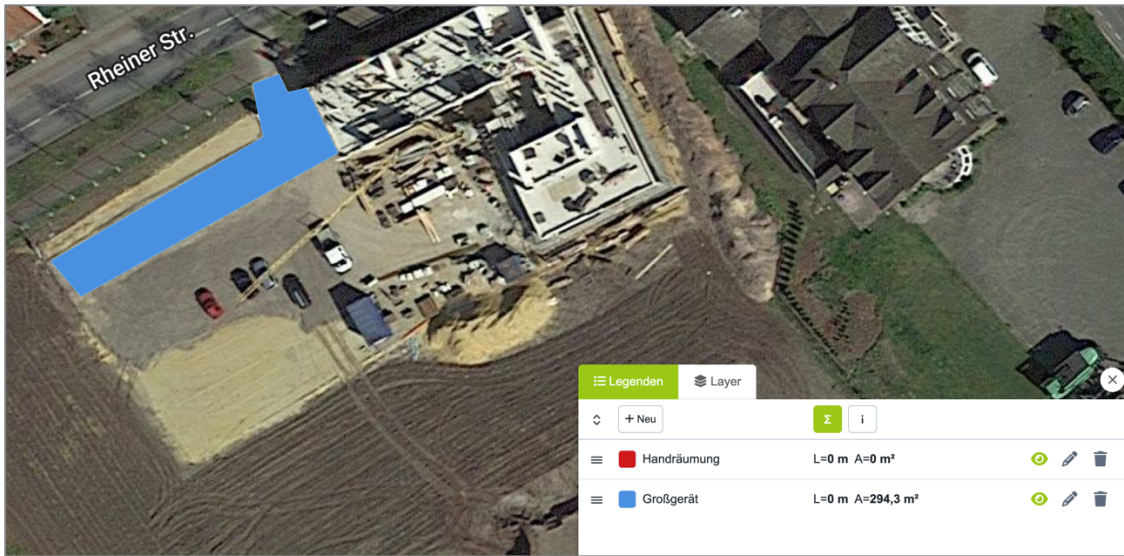 Rheiner Str.
Legenden
Layer
+ Neu
Σ
i
Handräumung
L=0 m A=0 m²
Großgerät
L=0 m A=294,3 m²